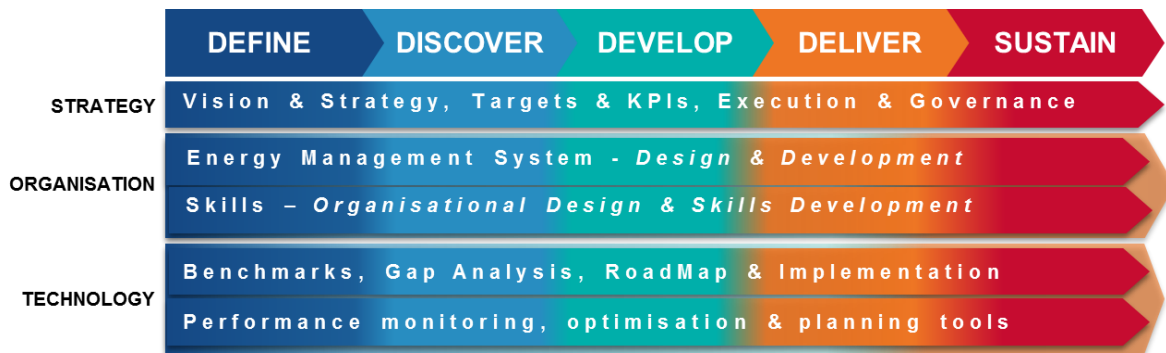 DEFINE DISCOVER DEVELOP DELIVER SUSTAIN
STRATEGY
Vision & Strategy, Targets & KPIs, Execution & Governance
ORGANISATION
Energy Management System - Design & Development
Skills – Organisational Design & Skills Development
TECHNOLOGY
Benchmarks, Gap Analysis, RoadMap & Implementation
Performance monitoring, optimisation & planning tools